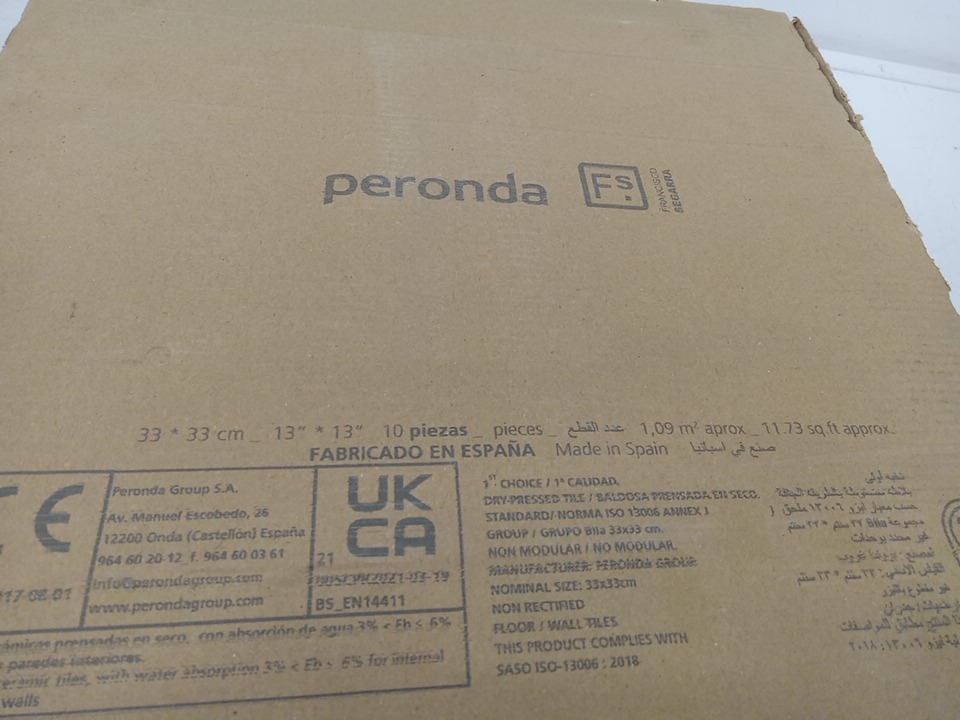 peronda
FS.
FRANCISCO
SEGARRA
33 * 33 cm _ 13" * 13" 10 piezas _ pieces _ عدد القطع 1,09 m² aprox _ 11.73 sq.ft approx.
FABRICADO EN ESPAÑA Made in Spain صنع في اسبانيا
CE
Peronda Group S.A.
Av. Manuel Escobedo, 26
12200 Onda (Castellón) España
964 60 20 12 f. 964 60 03 61
info@perondagroup.com
www.perondagroup.com
UK
CA
21
BS_EN14411
prensadas en seco, con absorción de agua 3% < Eb ≤ 6%
paredes interiores.
tiles, with water absorption 3% < Eb ≤ 6% for internal
walls
1ST CHOICE / 1ª CALIDAD.
DRY-PRESSED TILE / BALDOSA PRENSADA EN SECO.
STANDARD/ NORMA ISO 13006 ANNEX J
GROUP / GRUPO BIIa 33x33 cm.
NON MODULAR / NO MODULAR.
MANUFACTURER: PERONDA GROUP
NOMINAL SIZE: 33x33cm
NON RECTIFIED
FLOOR / WALL TILES
THIS PRODUCT COMPLIES WITH
SASO ISO-13006 : 2018